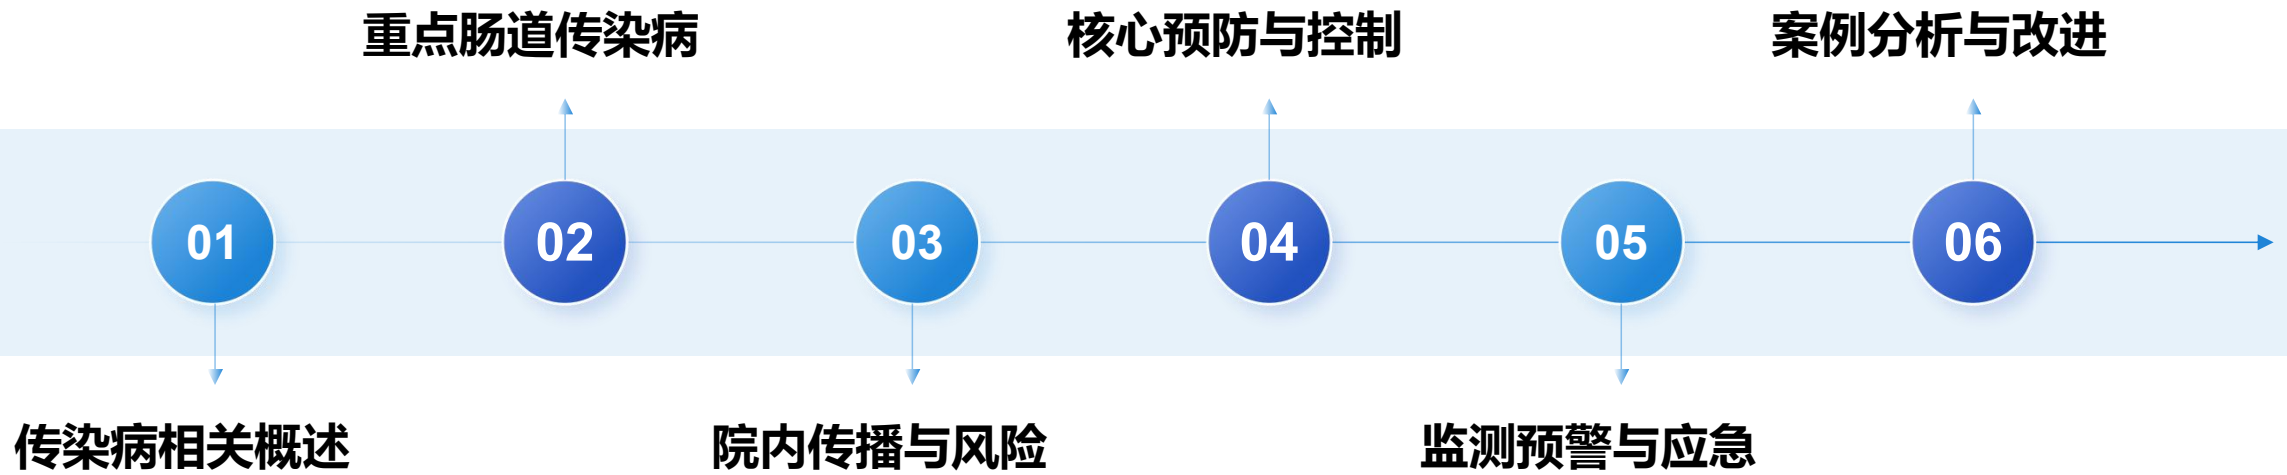 重点肠道传染病
核心预防与控制
案例分析与改进
01
02
03
04
05
06
传染病相关概述
院内传播与风险
监测预警与应急